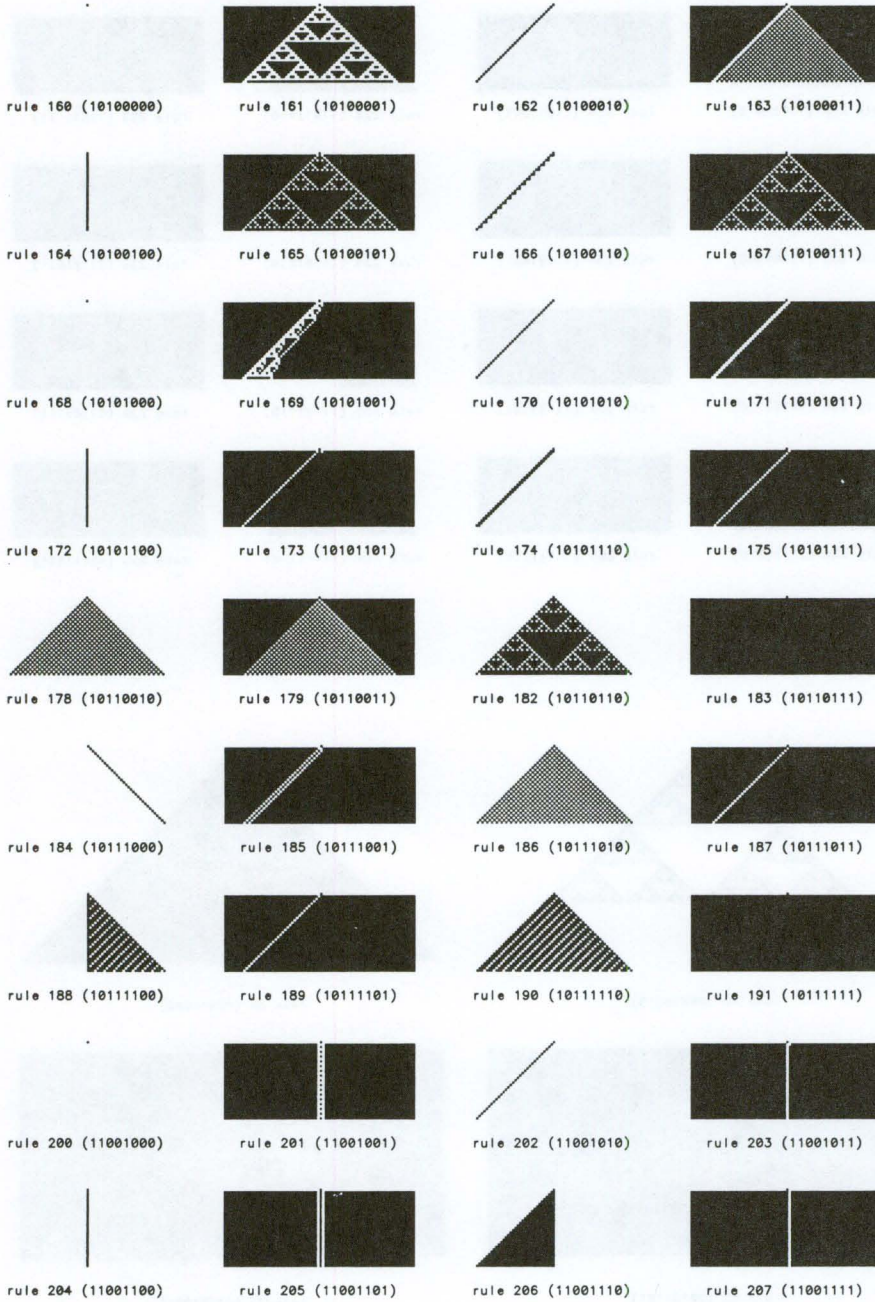 rule 160 (10100000) rule 161 (10100001) rule 162 (10100010) rule 163 (10100011)
rule 164 (10100100) rule 165 (10100101) rule 166 (10100110) rule 167 (10100111)
rule 168 (10101000) rule 169 (10101001) rule 170 (10101010) rule 171 (10101011)
rule 172 (10101100) rule 173 (10101101) rule 174 (10101110) rule 175 (10101111)
rule 178 (10110010) rule 179 (10110011) rule 182 (10110110) rule 183 (10110111)
rule 184 (10111000) rule 185 (10111001) rule 186 (10111010) rule 187 (10111011)
rule 188 (10111100) rule 189 (10111101) rule 190 (10111110) rule 191 (10111111)
rule 200 (11001000) rule 201 (11001001) rule 202 (11001010) rule 203 (11001011)
rule 204 (11001100) rule 205 (11001101) rule 206 (11001110) rule 207 (11001111)